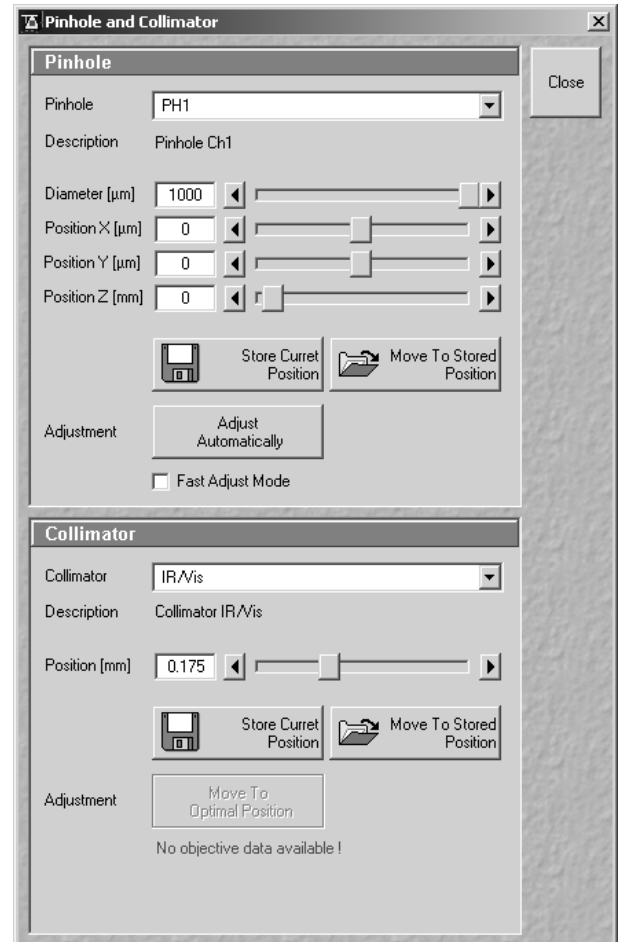 Pinhole and Collimator
Pinhole
Close
Pinhole PH1
Description Pinhole Ch1
Diameter [µm] 1000
Position X [µm] 0
Position Y [µm] 0
Position Z [mm] 0
Store Curret Move To Stored
Position Position
Adjustment Adjust
Automatically
Fast Adjust Mode
Collimator
Collimator IR/Vis
Description Collimator IR/Vis
Position [mm] 0.175
Store Curret Move To Stored
Position Position
Adjustment Move To
Optimal Position
No objective data available !